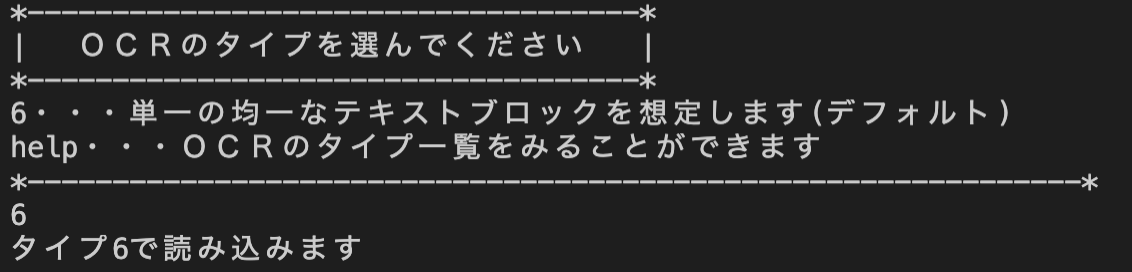 *--------------------------------------*
|   ＯＣＲのタイプを選んでください   |
*--------------------------------------*
6・・・単一の均一なテキストブロックを想定します(デフォルト)
help・・・ＯＣＲのタイプ一覧をみることができます
*----------------------------------------------------------------*
6
タイプ6で読み込みます